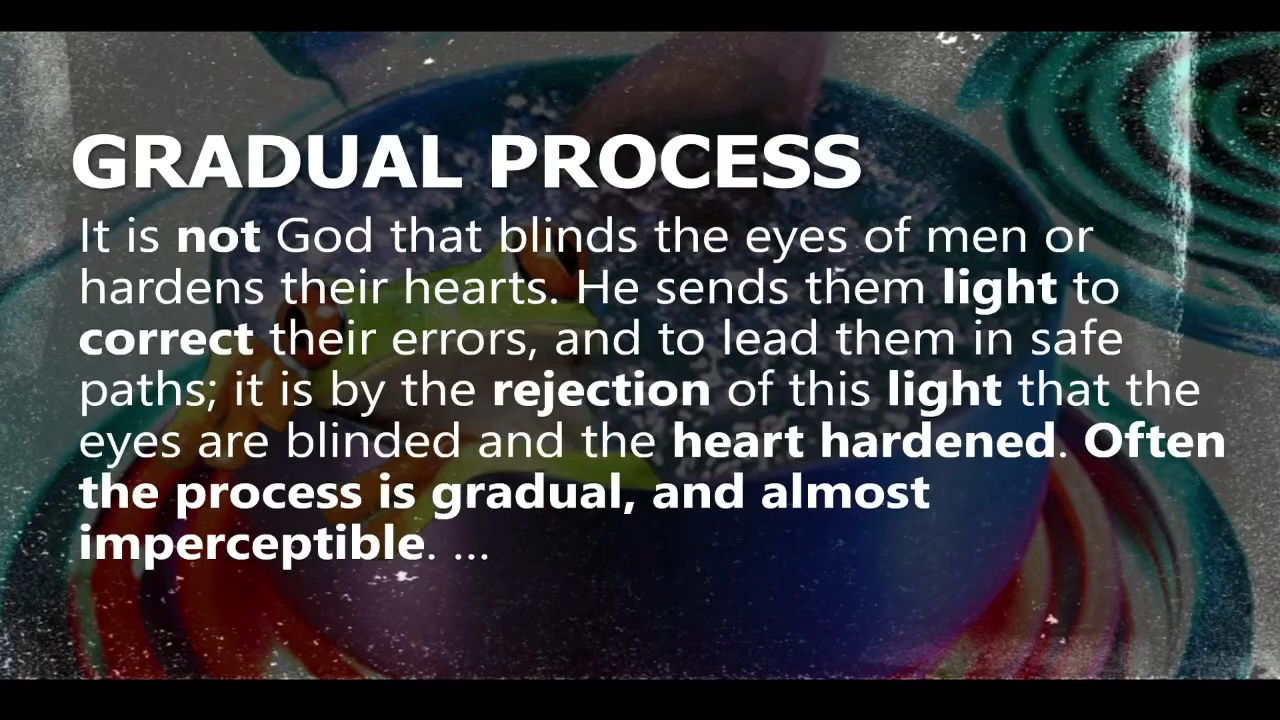 GRADUAL PROCESS
It is not God that blinds the eyes of men or
hardens their hearts. He sends them light to
correct their errors, and to lead them in safe
paths; it is by the rejection of this light that the
eyes are blinded and the heart hardened. Often
the process is gradual, and almost
imperceptible. ...